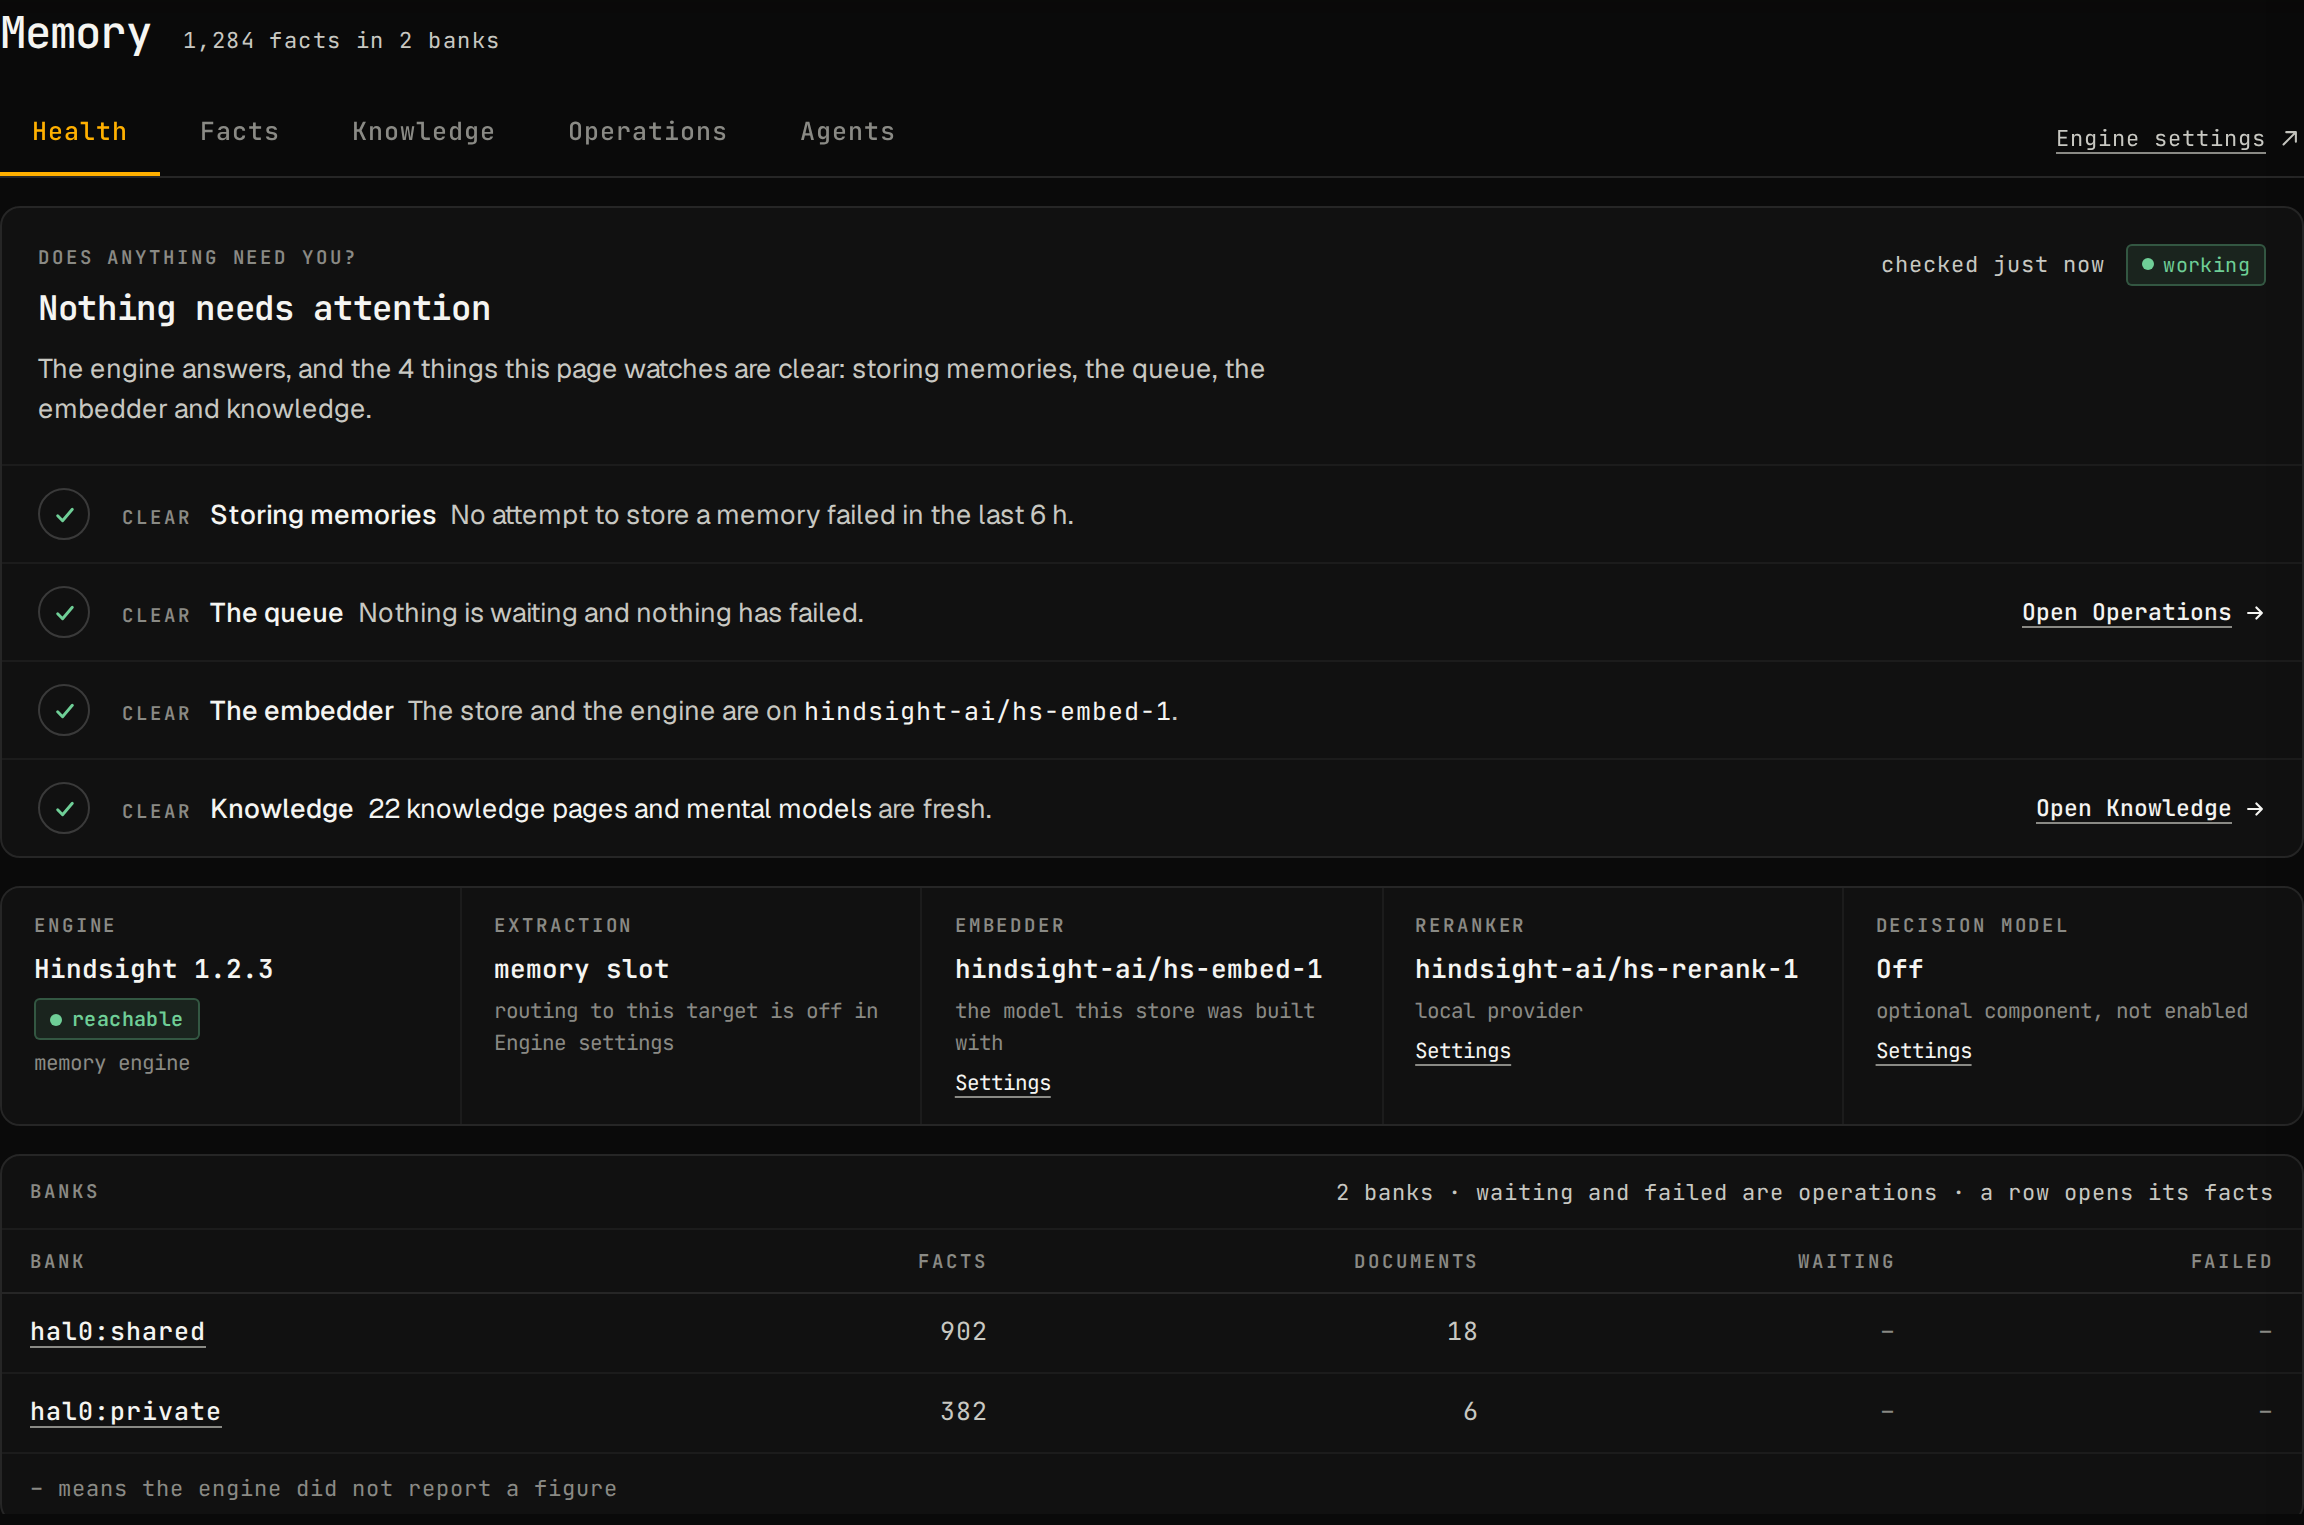 Memory 1,284 facts in 2 banks
Health Facts Knowledge Operations Agents Engine settings ↗
DOES ANYTHING NEED YOU?
checked just now working
Nothing needs attention
The engine answers, and the 4 things this page watches are clear: storing memories, the queue, the
embedder and knowledge.
CLEAR Storing memories No attempt to store a memory failed in the last 6 h.
CLEAR The queue Nothing is waiting and nothing has failed. Open Operations →
CLEAR The embedder The store and the engine are on hindsight-ai/hs-embed-1.
CLEAR Knowledge 22 knowledge pages and mental models are fresh. Open Knowledge →
ENGINE
Hindsight 1.2.3
reachable
memory engine
EXTRACTION
memory slot
routing to this target is off in
Engine settings
EMBEDDER
hindsight-ai/hs-embed-1
the model this store was built
with
Settings
RERANKER
hindsight-ai/hs-rerank-1
local provider
Settings
DECISION MODEL
Off
optional component, not enabled
Settings
BANKS 2 banks · waiting and failed are operations · a row opens its facts
BANK FACTS DOCUMENTS WAITING FAILED
hal0:shared 902 18 – –
hal0:private 382 6 – –
– means the engine did not report a figure